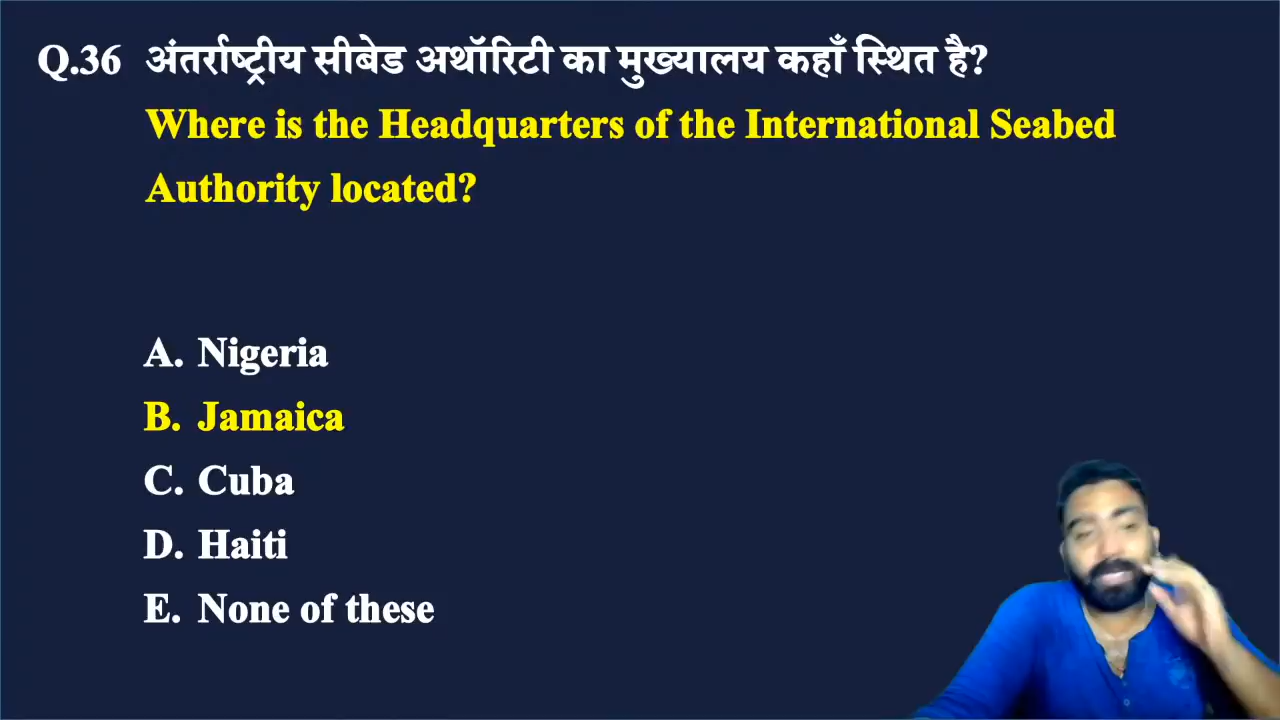 Q.36 अंतर्राष्ट्रीय सीबेड अथॉरिटी का मुख्यालय कहाँ स्थित है?
Where is the Headquarters of the International Seabed
Authority located?
A. Nigeria
B. Jamaica
C. Cuba
D. Haiti
E. None of these